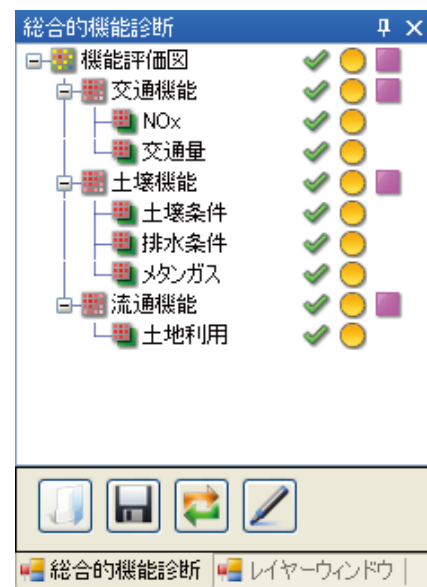 総合的機能診断
機能評価図
交通機能
NOx
交通量
土壌機能
土壌条件
排水条件
メタンガス
流通機能
土地利用
総合的機能診断 レイヤーウィンドウ